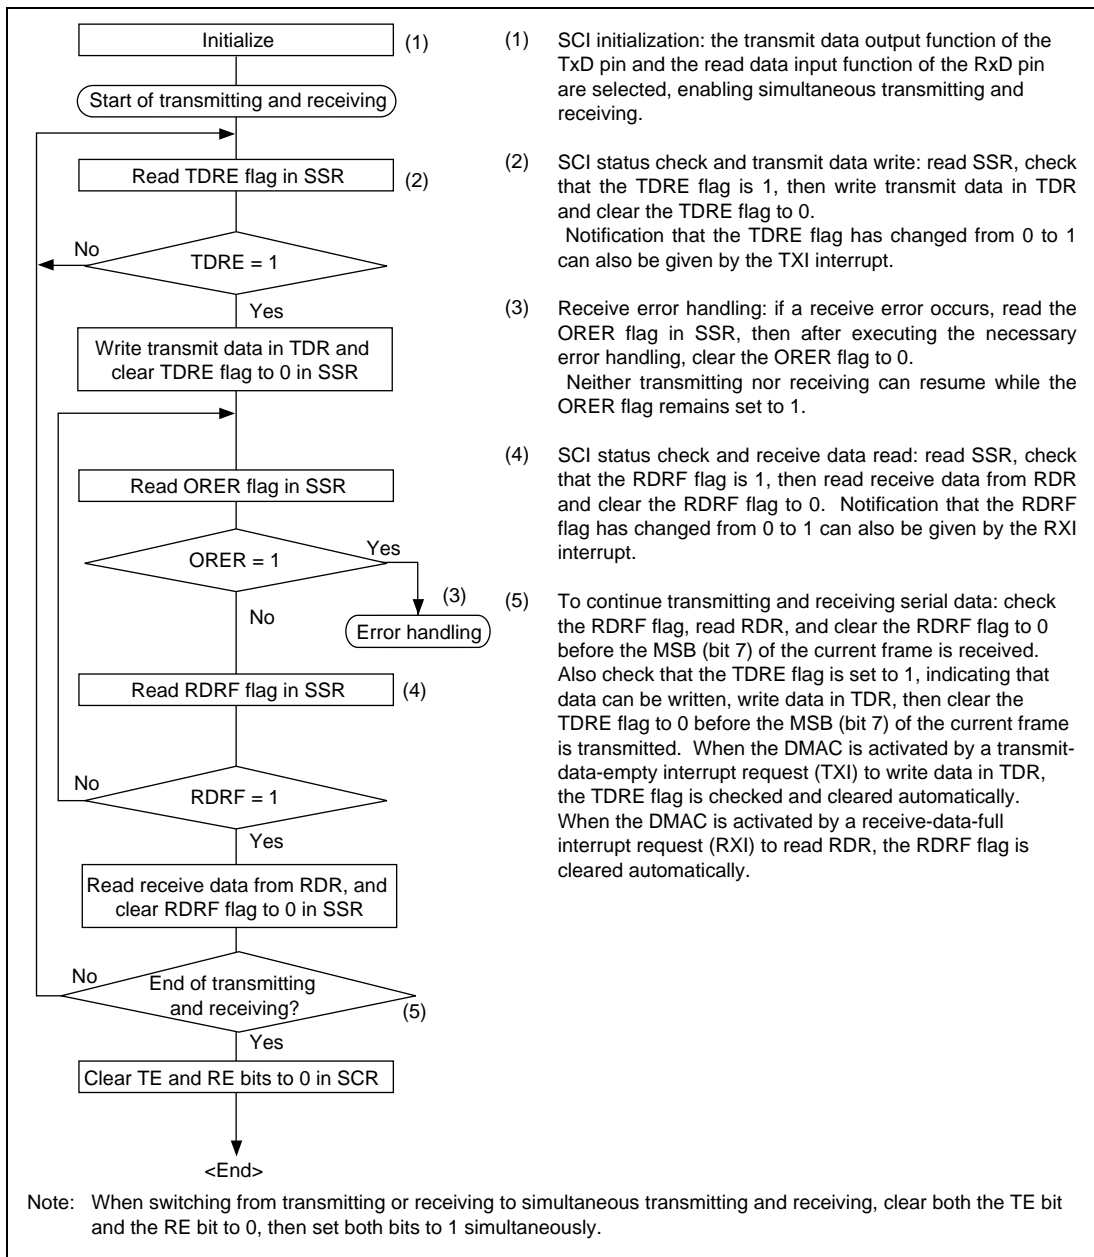 Initialize
(1)
Start of transmitting and receiving
Read TDRE flag in SSR
(2)
No
TDRE = 1
Yes
Write transmit data in TDR and
clear TDRE flag to 0 in SSR
Read ORER flag in SSR
Yes
ORER = 1
(3)
No
Error handling
Read RDRF flag in SSR
(4)
No
RDRF = 1
Yes
Read receive data from RDR, and
clear RDRF flag to 0 in SSR
No
End of transmitting
and receiving?
(5)
Yes
Clear TE and RE bits to 0 in SCR
<End>
(1) SCI initialization: the transmit data output function of the
TxD pin and the read data input function of the RxD pin
are selected, enabling simultaneous transmitting and
receiving.
(2) SCI status check and transmit data write: read SSR, check
that the TDRE flag is 1, then write transmit data in TDR
and clear the TDRE flag to 0.
Notification that the TDRE flag has changed from 0 to 1
can also be given by the TXI interrupt.
(3) Receive error handling: if a receive error occurs, read the
ORER flag in SSR, then after executing the necessary
error handling, clear the ORER flag to 0.
Neither transmitting nor receiving can resume while the
ORER flag remains set to 1.
(4) SCI status check and receive data read: read SSR, check
that the RDRF flag is 1, then read receive data from RDR
and clear the RDRF flag to 0. Notification that the RDRF
flag has changed from 0 to 1 can also be given by the RXI
interrupt.
(5) To continue transmitting and receiving serial data: check
the RDRF flag, read RDR, and clear the RDRF flag to 0
before the MSB (bit 7) of the current frame is received.
Also check that the TDRE flag is set to 1, indicating that
data can be written, write data in TDR, then clear the
TDRE flag to 0 before the MSB (bit 7) of the current frame
is transmitted. When the DMAC is activated by a transmit-
data-empty interrupt request (TXI) to write data in TDR,
the TDRE flag is checked and cleared automatically.
When the DMAC is activated by a receive-data-full
interrupt request (RXI) to read RDR, the RDRF flag is
cleared automatically.
Note: When switching from transmitting or receiving to simultaneous transmitting and receiving, clear both the TE bit
and the RE bit to 0, then set both bits to 1 simultaneously.